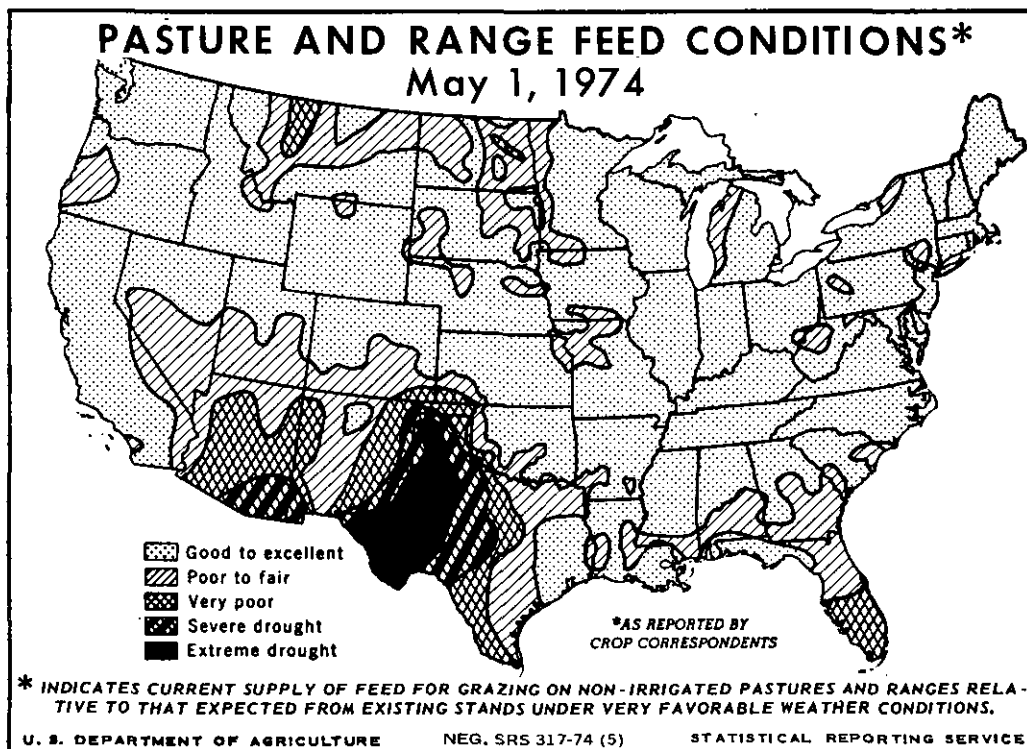 PASTURE AND RANGE FEED CONDITIONS*
May 1, 1974
Good to excellent
Poor to fair
Very poor
Severe drought
Extreme drought
*AS REPORTED BY
CROP CORRESPONDENTS
* INDICATES CURRENT SUPPLY OF FEED FOR GRAZING ON NON-IRRIGATED PASTURES AND RANGES RELA-
TIVE TO THAT EXPECTED FROM EXISTING STANDS UNDER VERY FAVORABLE WEATHER CONDITIONS.
U. S. DEPARTMENT OF AGRICULTURE NEG. SRS 317-74 (5) STATISTICAL REPORTING SERVICE